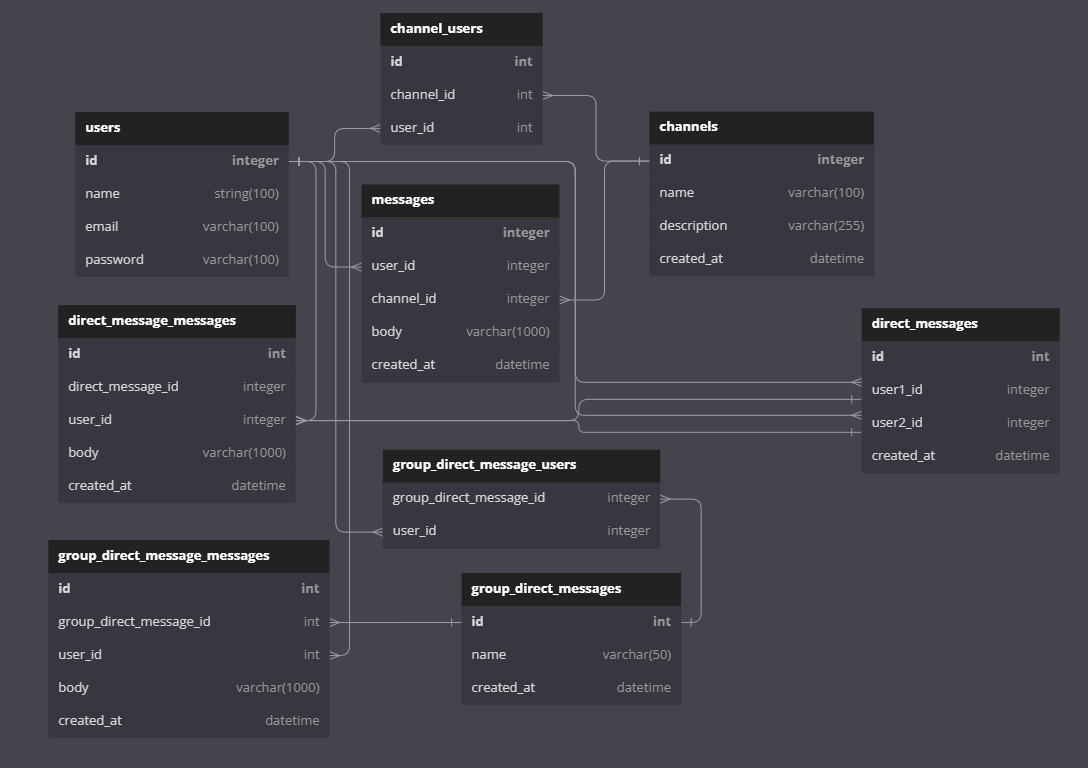 channel_users
id int
channel_id int
user_id int
users
id integer
name string(100)
email varchar(100)
password varchar(100)
channels
id integer
name varchar(100)
description varchar(255)
created_at datetime
messages
id integer
user_id integer
channel_id integer
body varchar(1000)
created_at datetime
direct_message_messages
id int
direct_message_id integer
user_id integer
body varchar(1000)
created_at datetime
direct_messages
id int
user1_id integer
user2_id integer
created_at datetime
group_direct_message_users
group_direct_message_id integer
user_id integer
group_direct_message_messages
id int
group_direct_message_id int
user_id int
body varchar(1000)
created_at datetime
group_direct_messages
id int
name varchar(50)
created_at datetime